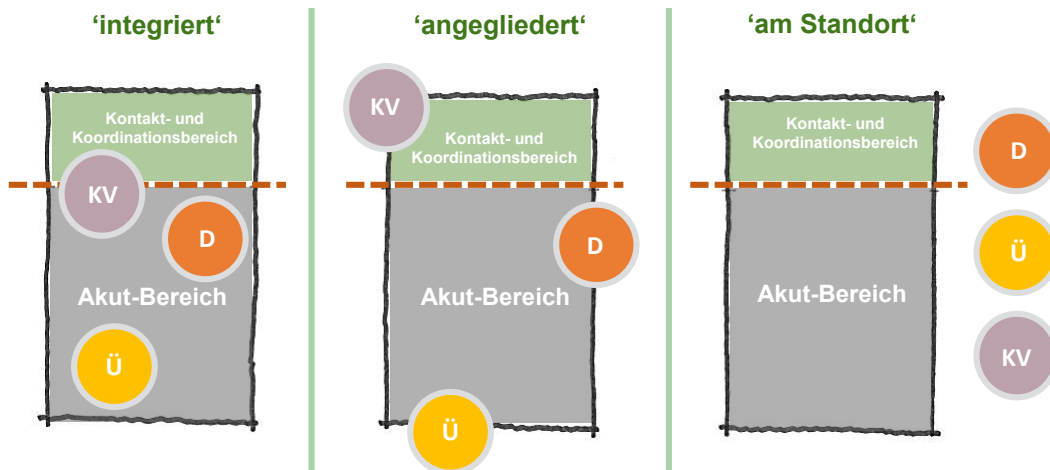 ‘integriert‘
Kontakt- und
Koordinationsbereich
KV
D
Akut-Bereich
Ü
‘angegliedert‘
KV
Kontakt- und
Koordinationsbereich
D
Akut-Bereich
Ü
‘am Standort‘
Kontakt- und
Koordinationsbereich
Akut-Bereich
D
Ü
KV